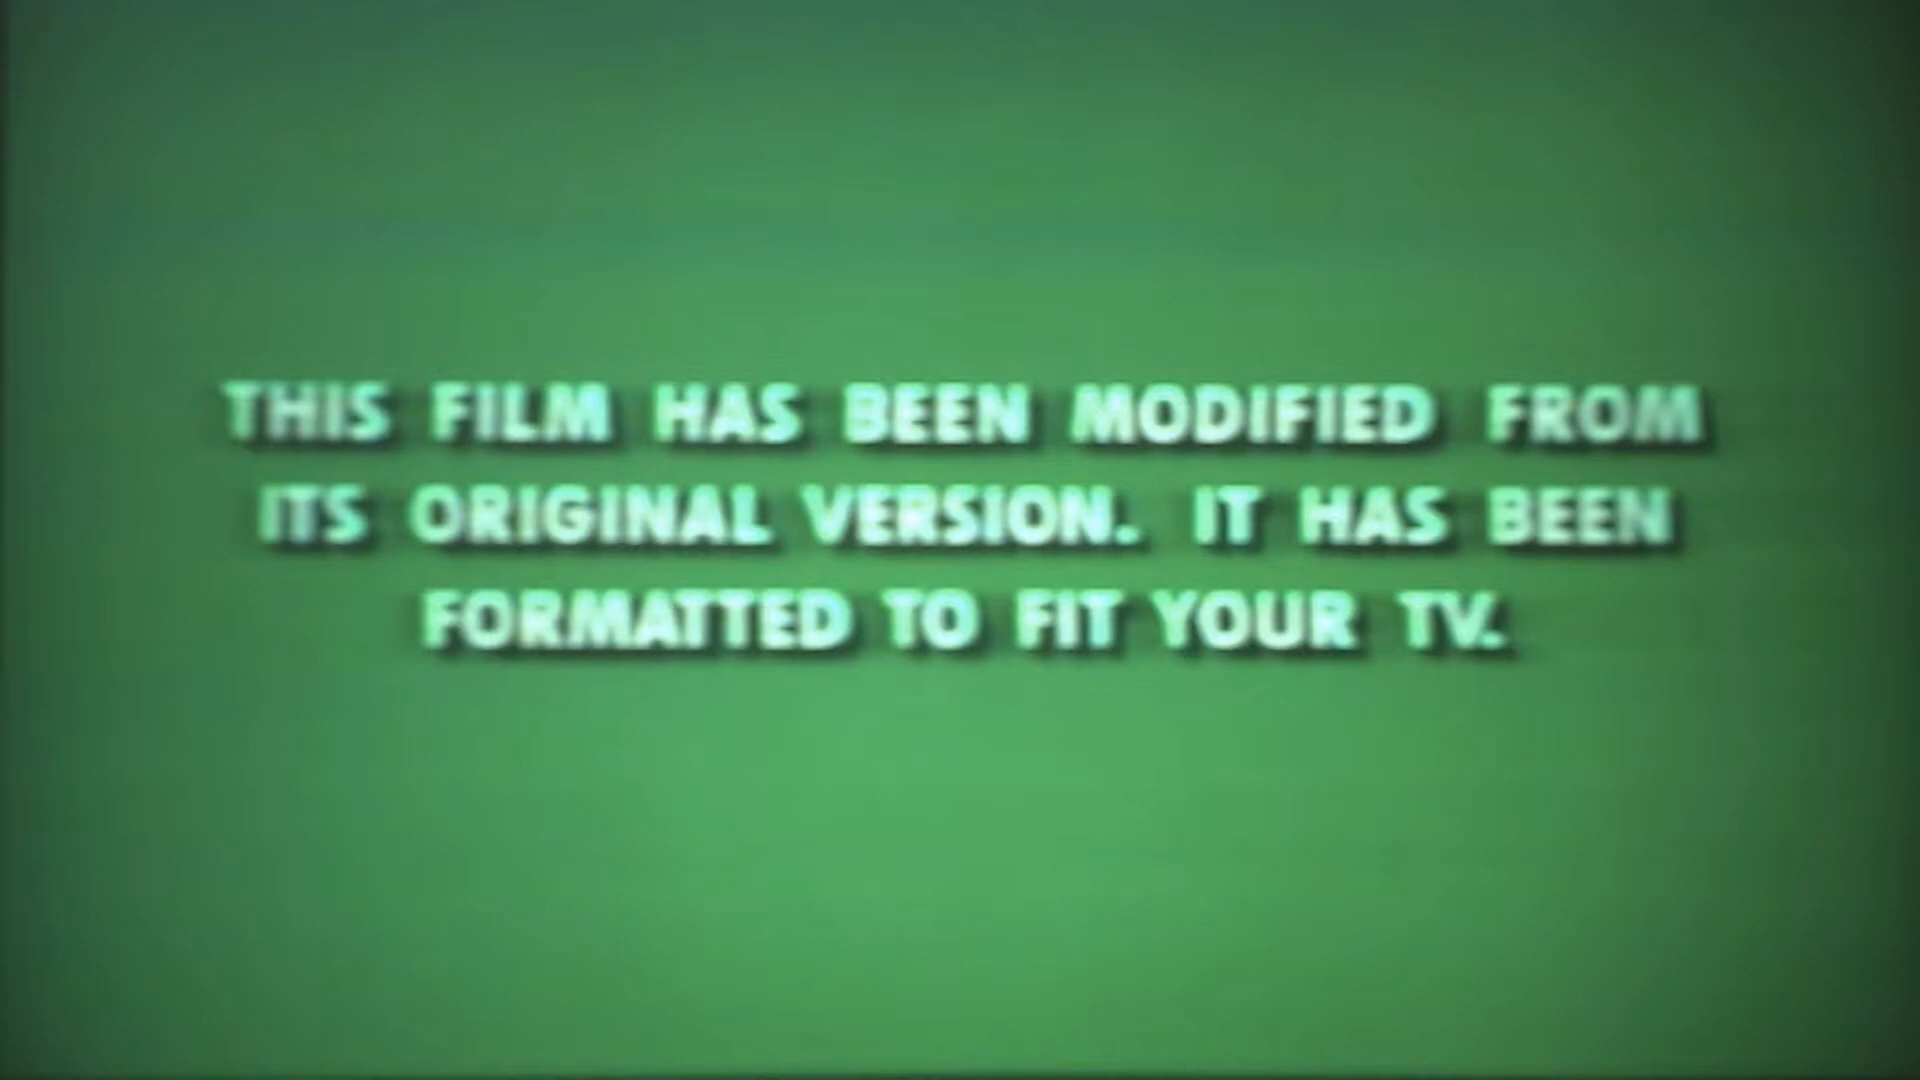 THIS FILM HAS BEEN MODIFIED FROM
ITS ORIGINAL VERSION. IT HAS BEEN
FORMATTED TO FIT YOUR TV.